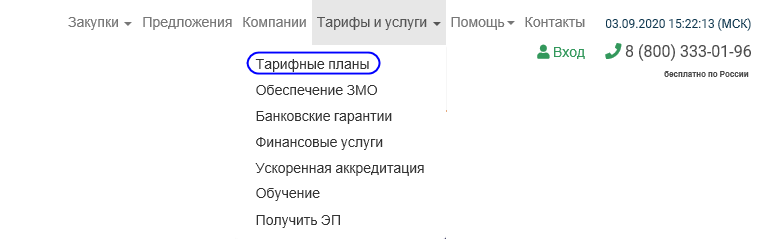 Закупки Предложения Компании Тарифы и услуги Помощь Контакты 03.09.2020 15:22:13 (МСК)
Вход 8 (800) 333-01-96
бесплатно по России
Тарифные планы
Обеспечение ЗМО
Банковские гарантии
Финансовые услуги
Ускоренная аккредитация
Обучение
Получить ЭП